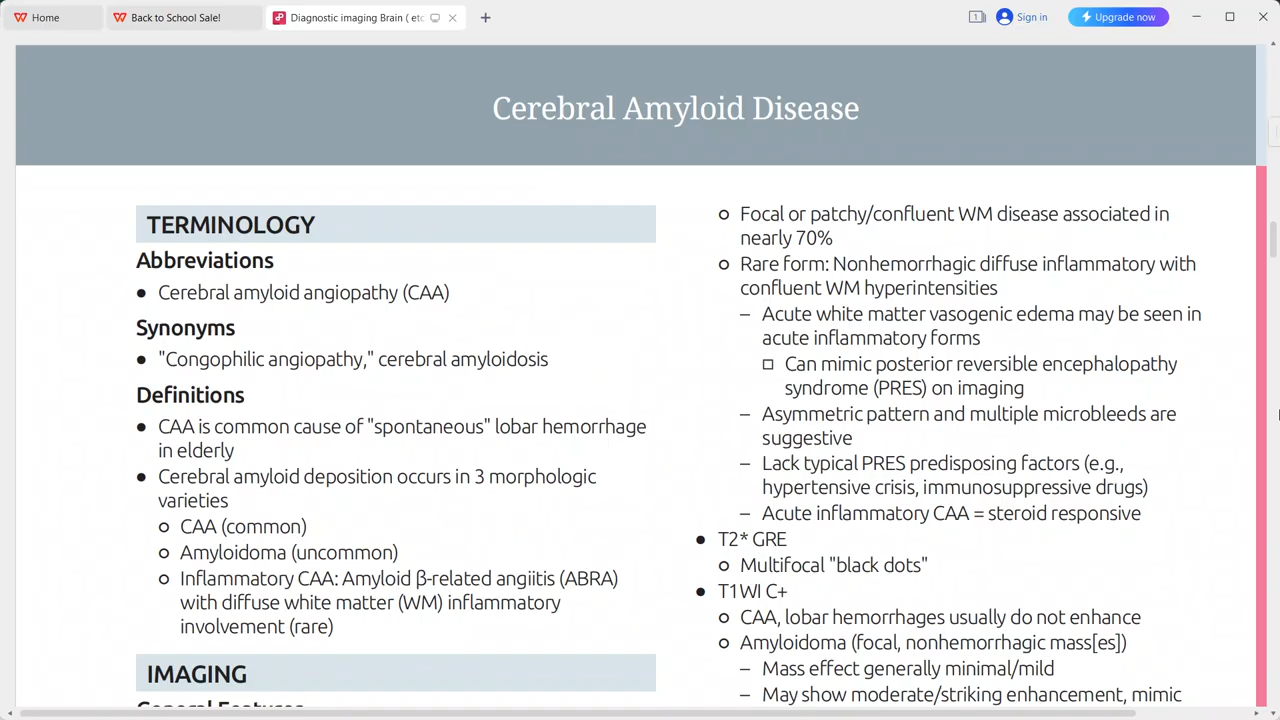 Home
Back to School Sale!
Diagnostic imaging Brain ( etc
1
Sign in
Upgrade now
Cerebral Amyloid Disease
TERMINOLOGY
Abbreviations
● Cerebral amyloid angiopathy (CAA)
Synonyms
● "Congophilic angiopathy," cerebral amyloidosis
Definitions
● CAA is common cause of "spontaneous" lobar hemorrhage
in elderly
● Cerebral amyloid deposition occurs in 3 morphologic
varieties
○ CAA (common)
○ Amyloidoma (uncommon)
○ Inflammatory CAA: Amyloid β-related angiitis (ABRA)
with diffuse white matter (WM) inflammatory
involvement (rare)
IMAGING
General Features
○ Focal or patchy/confluent WM disease associated in
nearly 70%
○ Rare form: Nonhemorrhagic diffuse inflammatory with
confluent WM hyperintensities
– Acute white matter vasogenic edema may be seen in
acute inflammatory forms
□ Can mimic posterior reversible encephalopathy
syndrome (PRES) on imaging
– Asymmetric pattern and multiple microbleeds are
suggestive
– Lack typical PRES predisposing factors (e.g.,
hypertensive crisis, immunosuppressive drugs)
– Acute inflammatory CAA = steroid responsive
● T2* GRE
○ Multifocal "black dots"
● T1WI C+
○ CAA, lobar hemorrhages usually do not enhance
○ Amyloidoma (focal, nonhemorrhagic mass[es])
– Mass effect generally minimal/mild
– May show moderate/striking enhancement, mimic